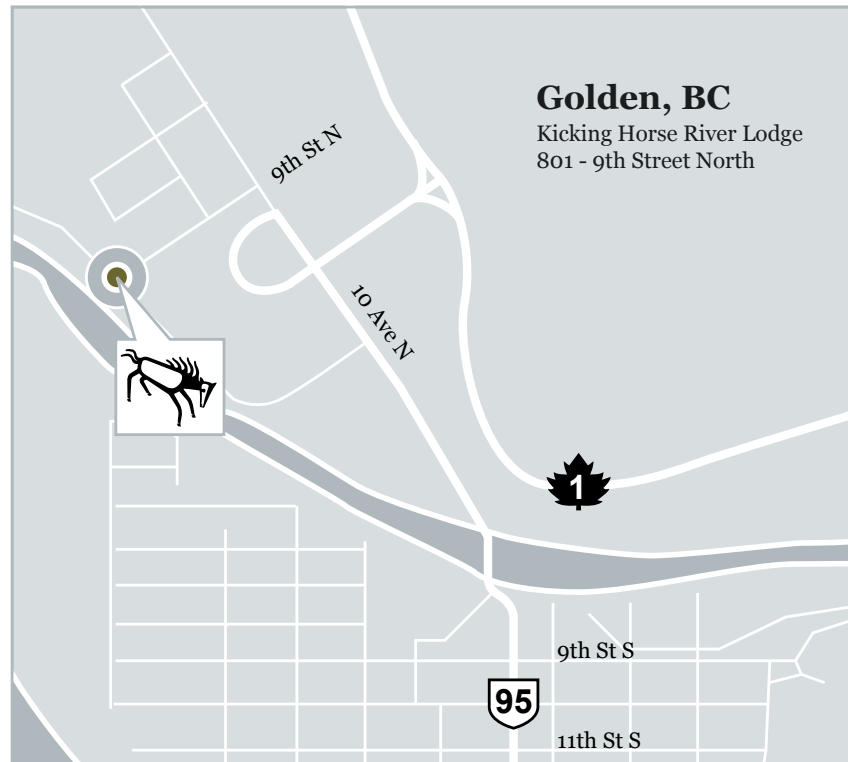 Golden, BC
Kicking Horse River Lodge
801 - 9th Street North
9th St N
10 Ave N
1
9th St S
95
11th St S